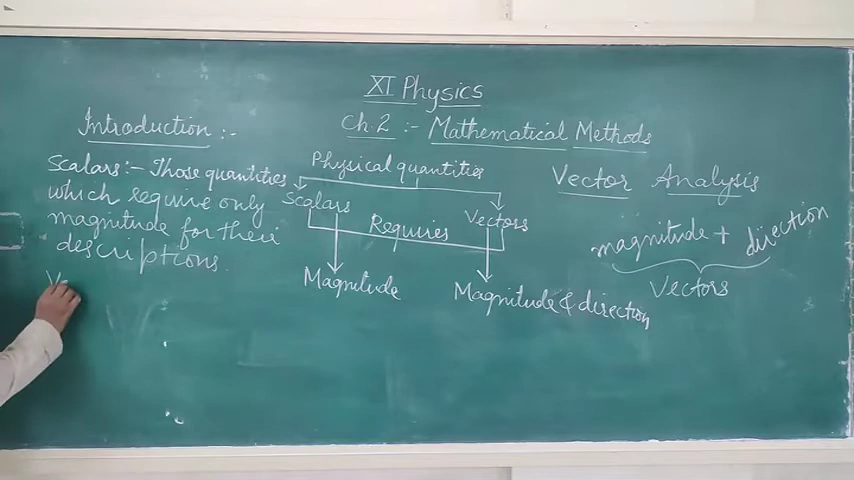 XI Physics
Ch.2 :- Mathematical Methods
Introduction :-
Scalars:- Those quantities
which require only
magnitude for their
descriptions.
Ve
Physical quantities
Scalars
Vectors
Requires
Magnitude
Magnitude & direction
Vector Analysis
magnitude + direction
Vectors